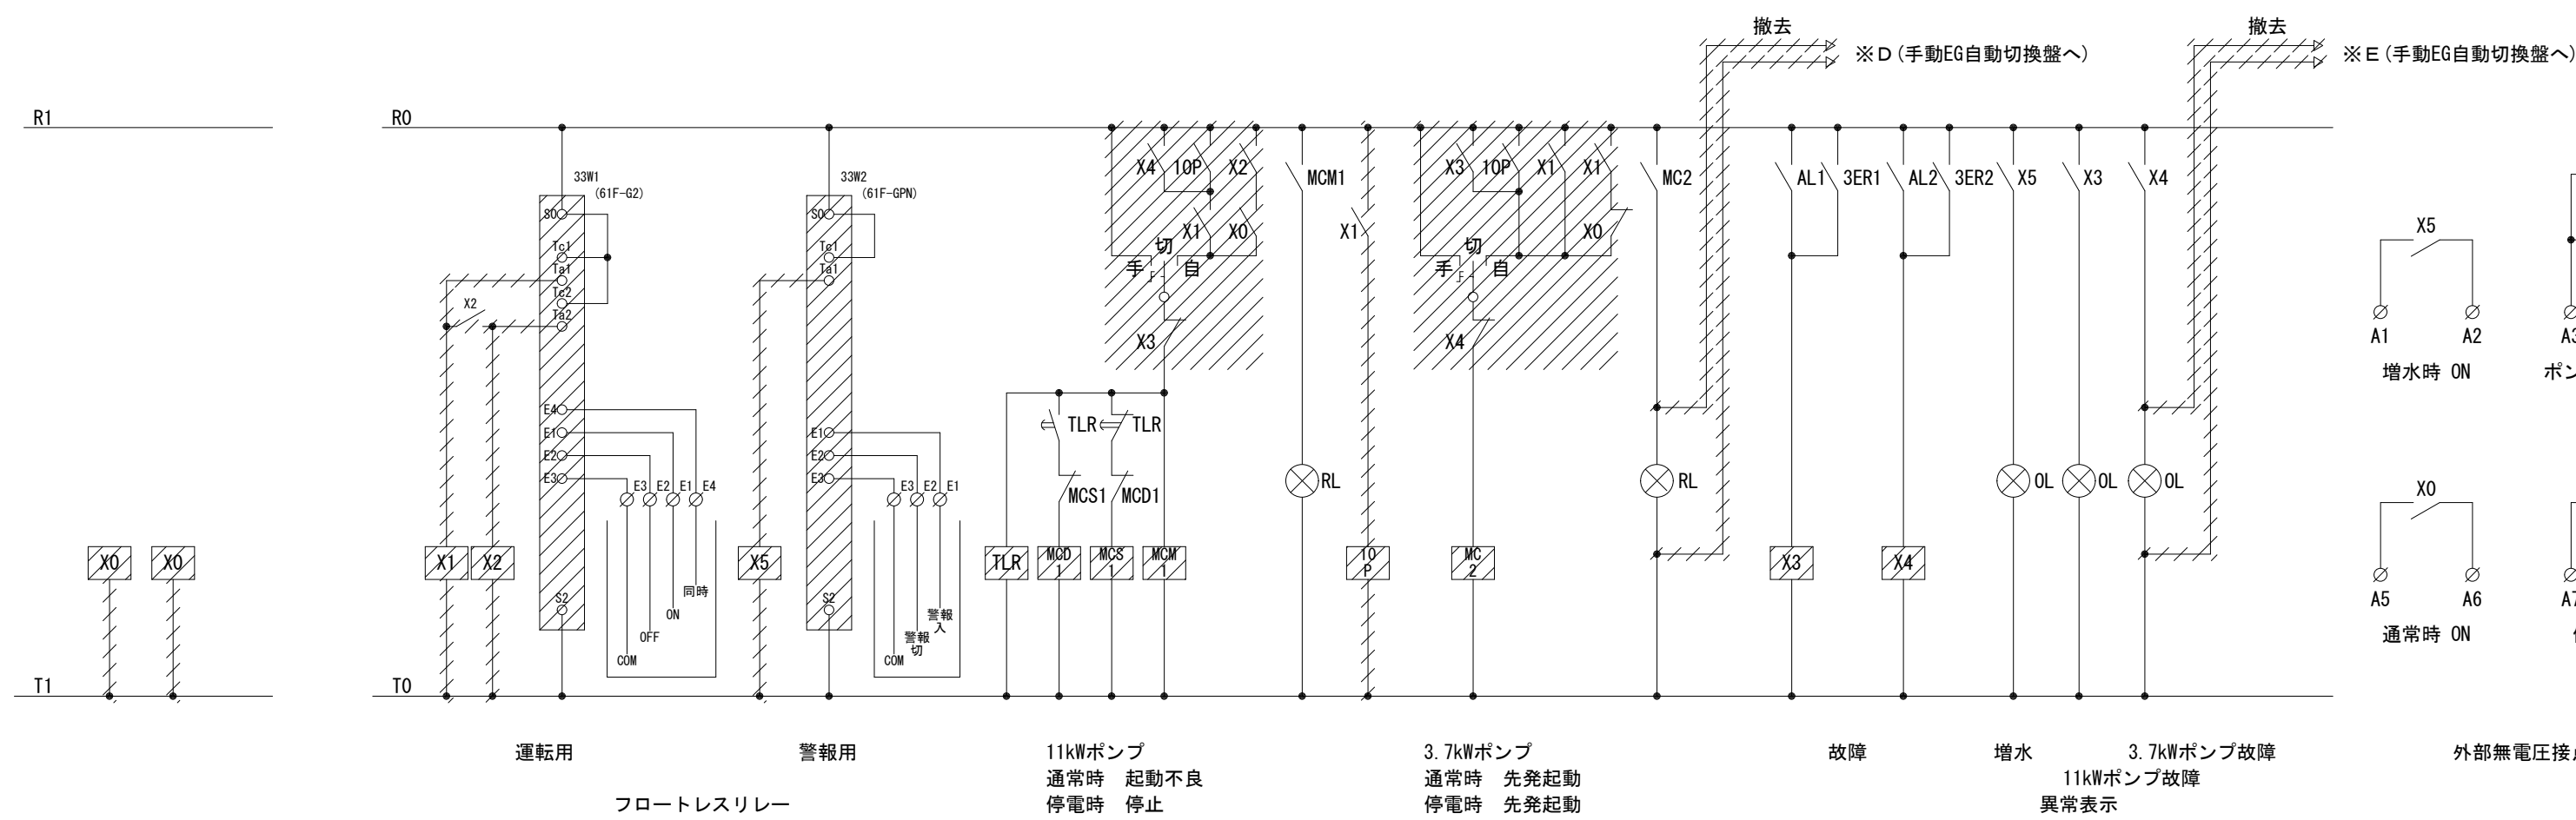 撤去
撤去
※D(手動EG自動切換盤へ)
※E(手動EG自動切換盤へ)
R1
R0
33W1
(61F-G2)
33W2
(61F-GPN)
X4
10P
X2
MCM1
X3
10P
X1
X1
MC2
AL1
3ER1
AL2
3ER2
X5
X3
X4
S0
S0
X1
X0
X1
X0
X5
Tc1
Tc1
切
切
Ta1
Ta1
手
自
手
自
Tc2
X2
Ta2
A1
A2
X3
X4
増水時 ON
E4
TLR
TLR
E1
E1
E2
E2
E3
E3
E3
E2
E1
E4
E3
E2
E1
MCS1
MCD1
RL
RL
OL
OL
OL
X0
X0
X0
X1
X2
X5
TLR
MCD
1
MCS
1
MCM
1
10
P
MC
2
X3
X4
同時
ON
OFF
COM
S2
S2
警報
入
警報
切
COM
A5
A6
通常時 ON
T1
T0
運転用
警報用
11kWポンプ
通常時 起動不良
停電時 停止
3.7kWポンプ
通常時 先発起動
停電時 先発起動
故障
増水
3.7kWポンプ故障
11kWポンプ故障
異常表示
フロートレスリレー
外部無電圧接